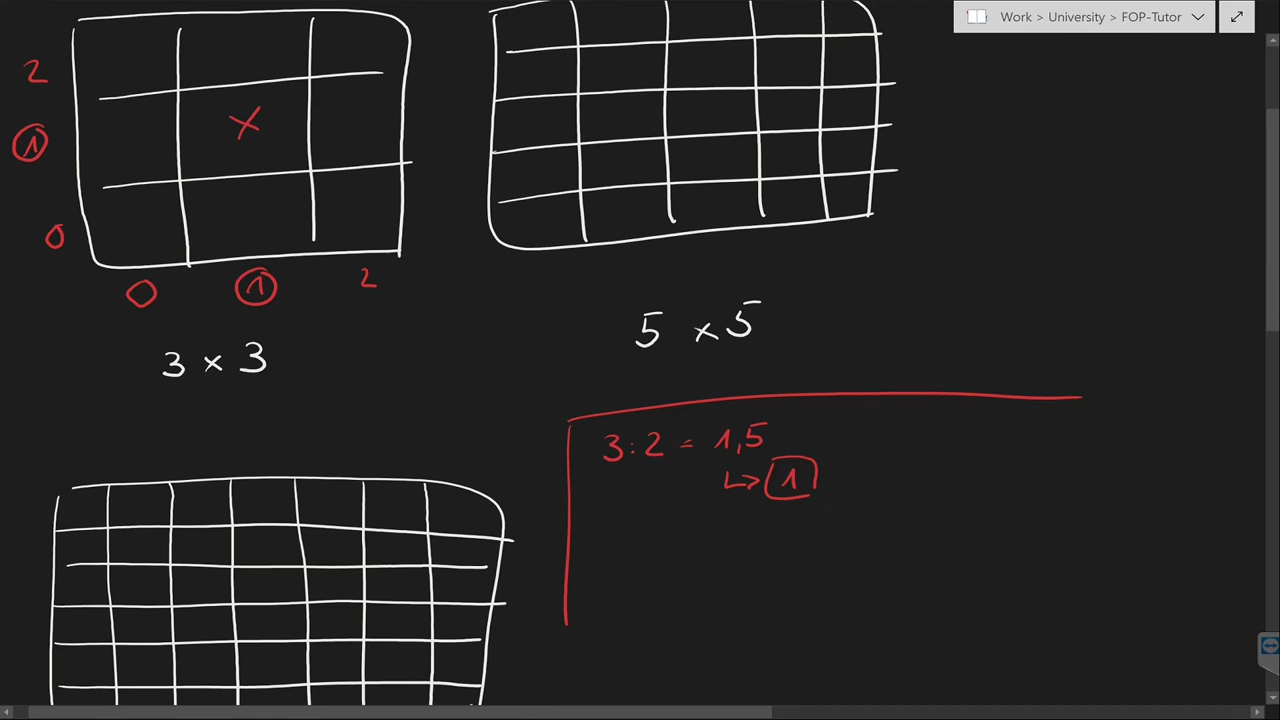 Work > University > FOP-Tutor
2
1
0
0 1 2
x
3 x 3
5 x 5
3:2 = 1,5
↳ 1